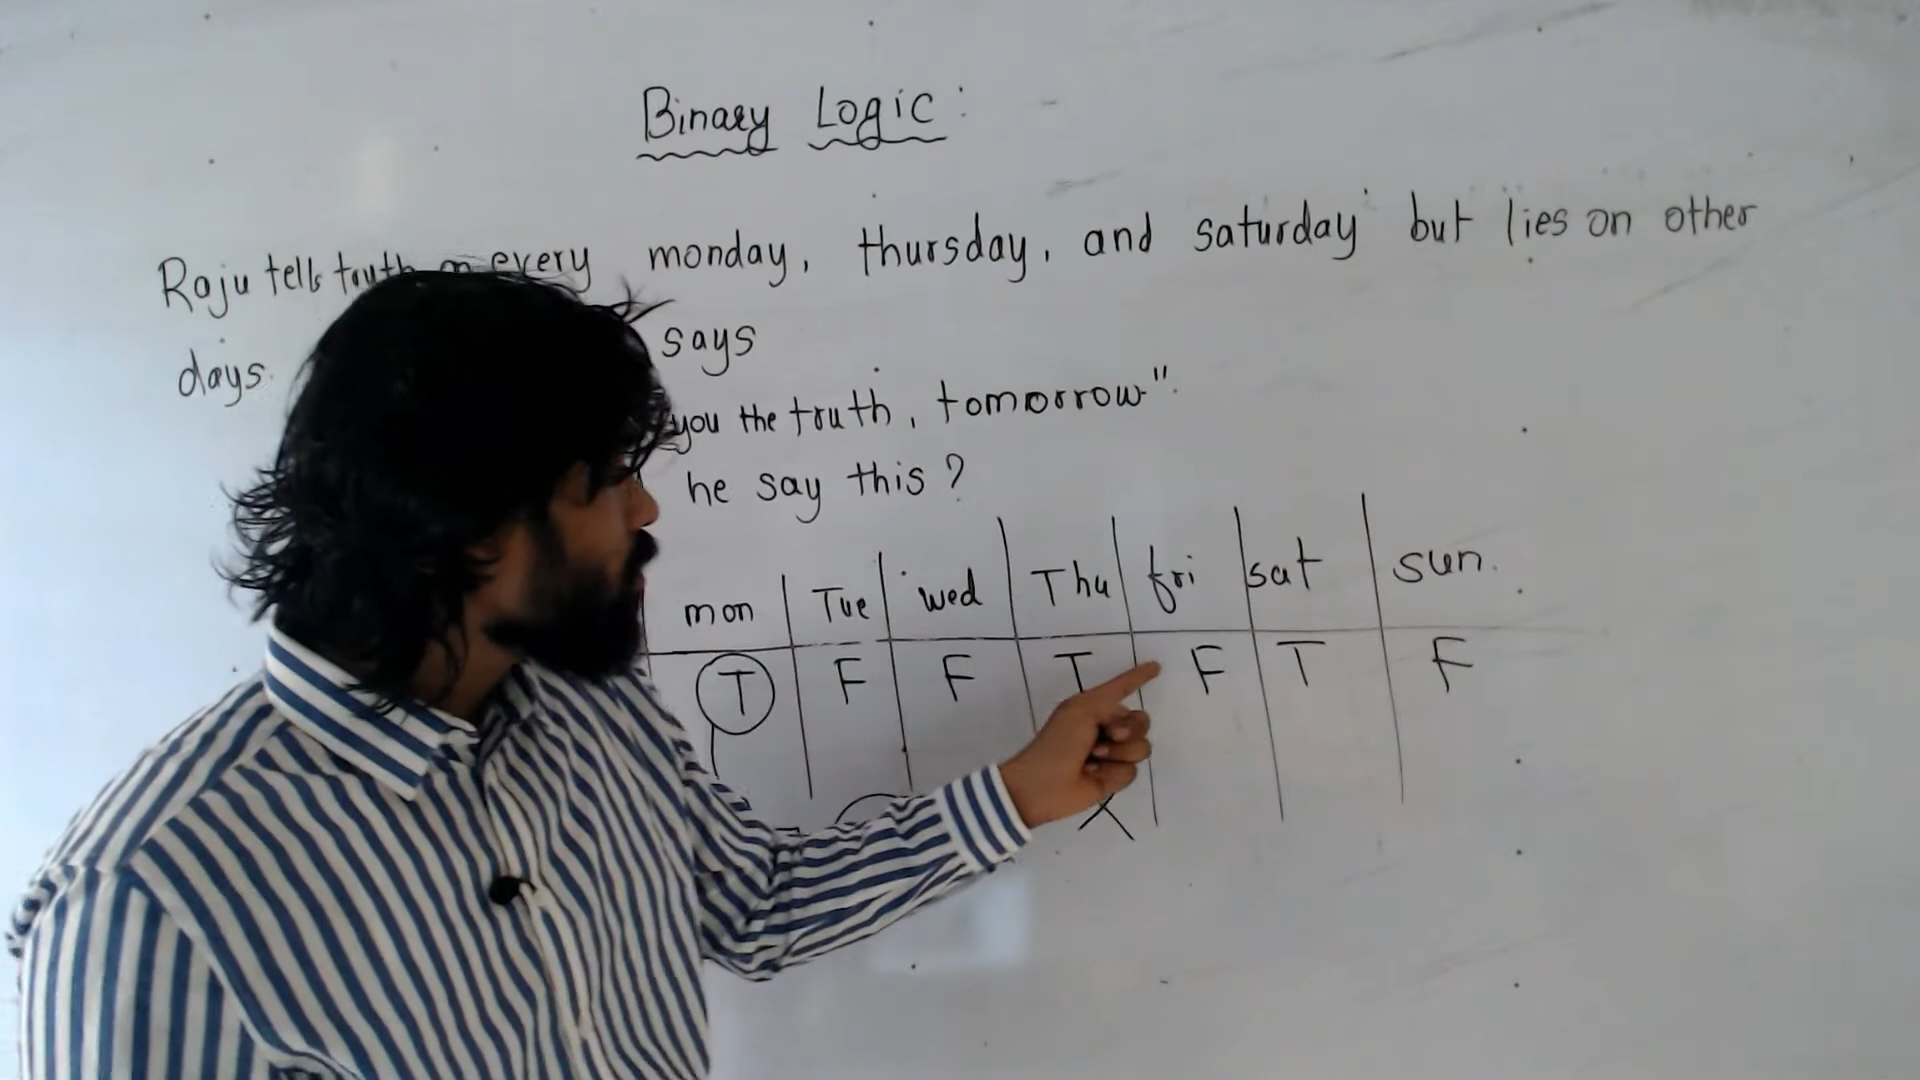 Binary Logic:
Raju tells truth on every monday, thursday, and saturday but lies on other
days. says
you the truth, tomorrow".
he say this?
mon Tue wed Thu fri sat sun.
T F F T F T F